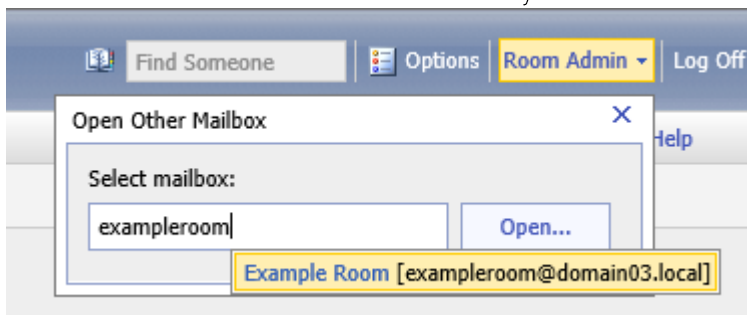 Find Someone Options Room Admin Log Off
Open Other Mailbox
Help
Select mailbox:
exampleroom Open...
Example Room [exampleroom@domain03.local]